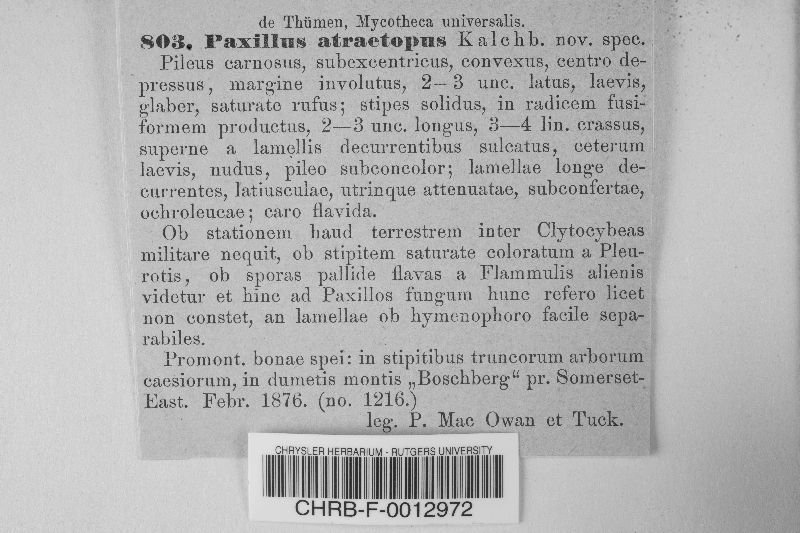 de Thümen, Mycotheca universalis.
803. Paxillus atraetopus Kalchb. nov. spec.
Pileus carnosus, subexcentricus, convexus, centro de-
pressus, margine involutus, 2–3 unc. latus, laevis,
glaber, saturate rufus; stipes solidus, in radicem fusi-
formem productus, 2—3 unc. longus, 3—4 lin. crassus,
superne a lamellis decurrentibus sulcatus, ceterum
laevis, nudus, pileo subconcolor; lamellae longe de-
currentes, latiusculae, utrinque attenuatae, subconfertae,
ochroleucae; caro flavida.
Ob stationem haud terrestrem inter Clytocybeas
militare nequit, ob stipitem saturate coloratum a Pleu-
rotis, ob sporas pallide flavas a Flammulis alienis
videtur et hinc ad Paxillos fungum hunc refero licet
non constet, an lamellae ob hymenophoro facile sepa-
rabiles.
Promont. bonae spei: in stipitibus truncorum arborum
caesiorum, in dumetis montis „Boschberg“ pr. Somerset-
East. Febr. 1876. (no. 1216.)
leg. P. Mac Owan et Tuck.
CHRYSLER HERBARIUM - RUTGERS UNIVERSITY
CHRB-F-0012972